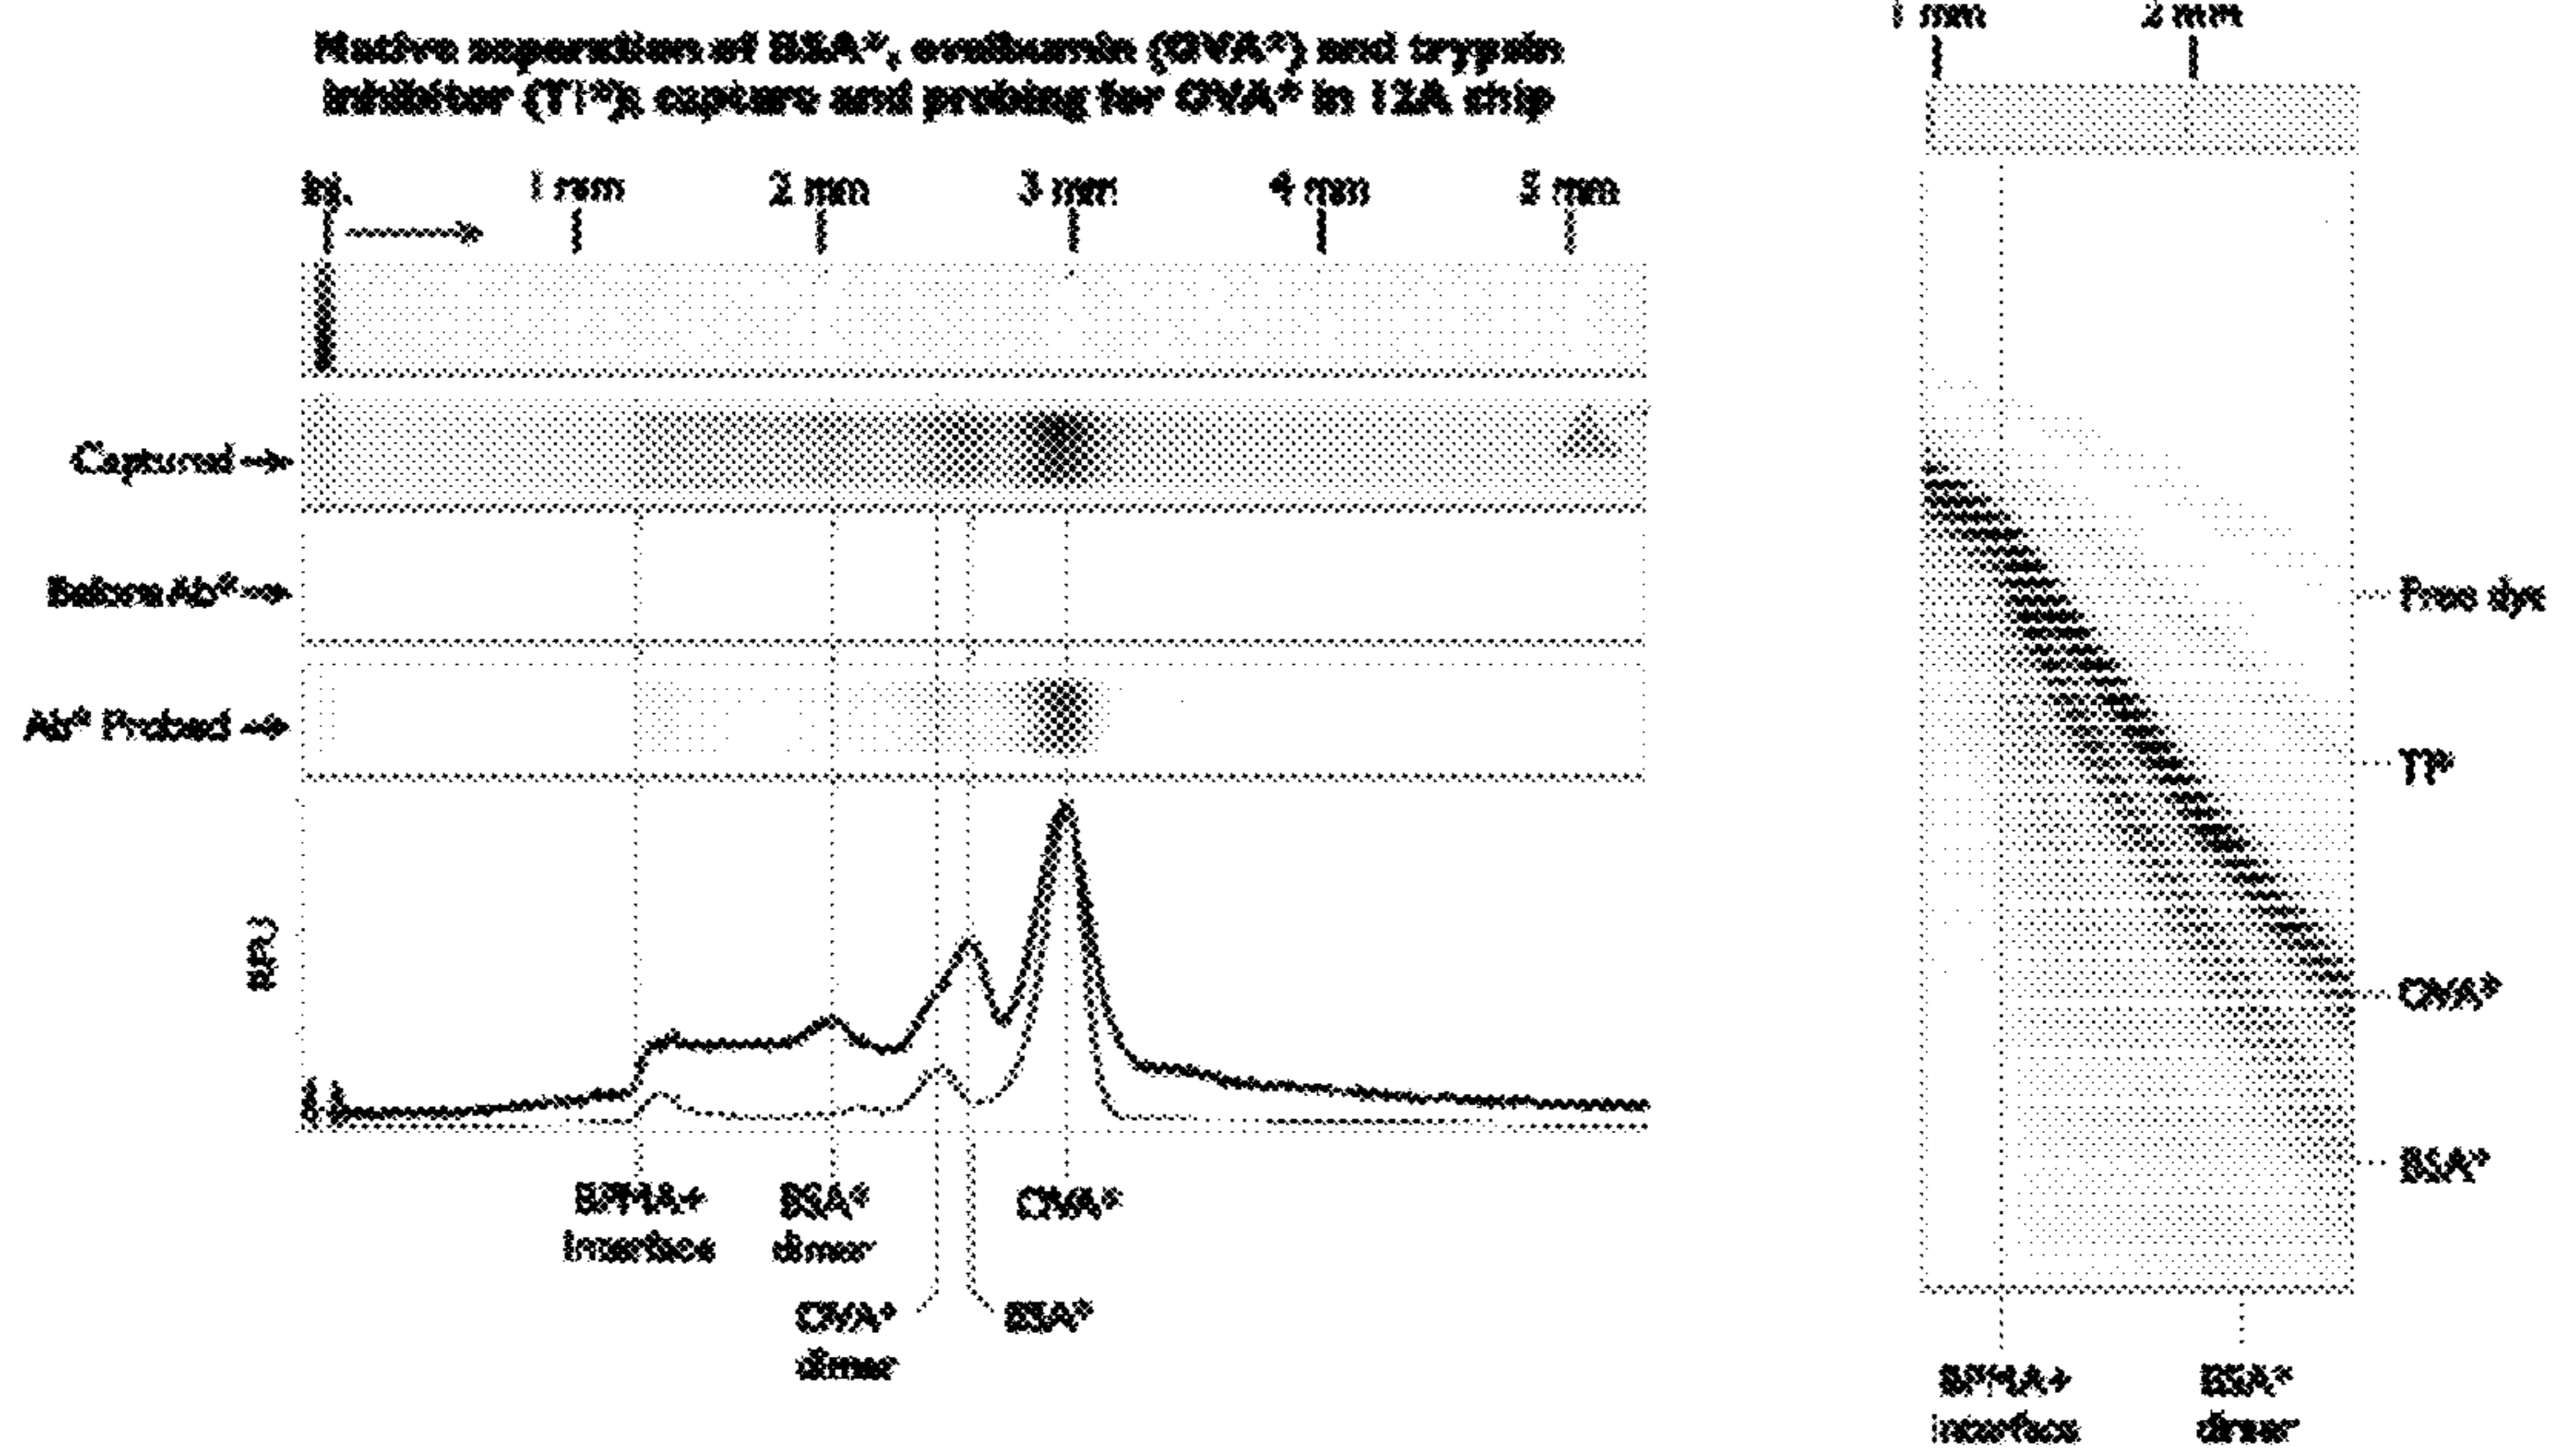 Native separation of BSA*, ovalbumin (OVA*) and trypsin
inhibitor (TI*); capture and probing for OVA* in 12A chip
Inj.
1 mm
2 mm
3 mm
4 mm
5 mm
Captured
Before Ab*
Ab* Probed
RFU
BPMA+
Interface
BSA*
dimer
OVA*
OVA*
dimer
BSA*
1 mm
2 mm
Free dye
TI*
OVA*
BSA*
BPMA+
interface
BSA*
dimer